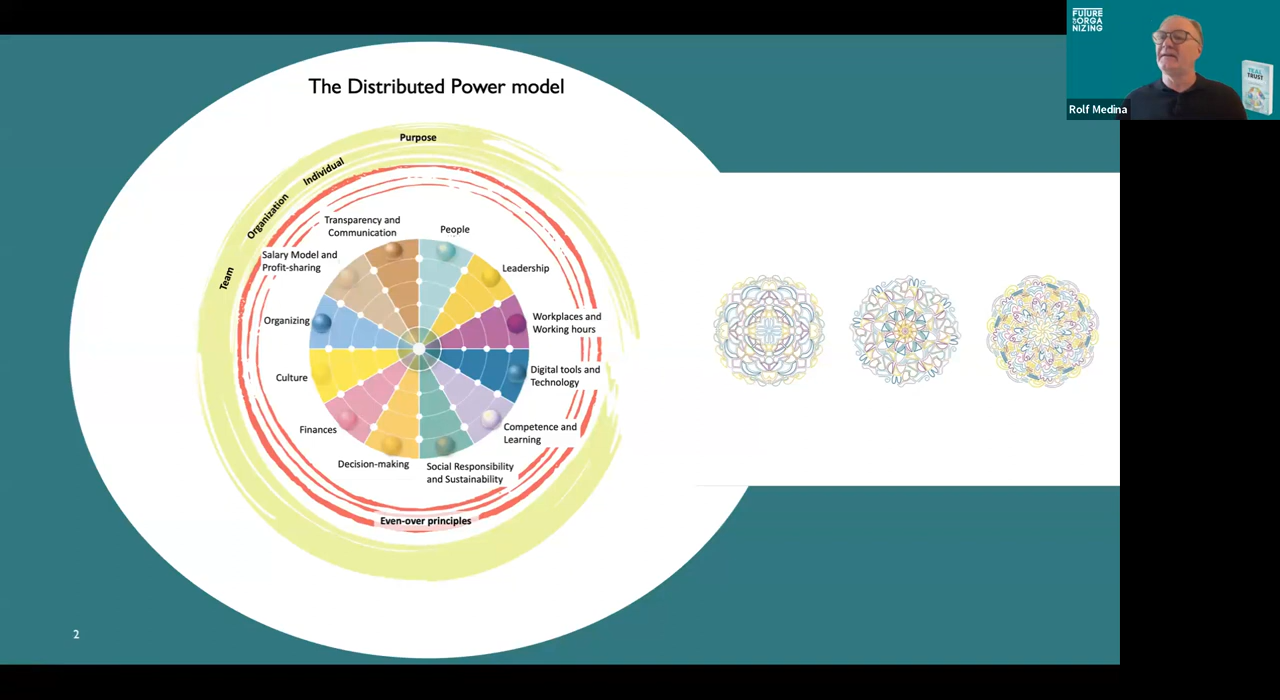 FUTURE
OF ORGA
NIZING
TEAL
TRUST
Rolf Medina
The Distributed Power model
Purpose
Individual
Organization
Team
Transparency and
Communication
People
Salary Model and
Profit-sharing
Leadership
Organizing
Workplaces and
Working hours
Culture
Digital tools and
Technology
Finances
Competence and
Learning
Decision-making
Social Responsibility
and Sustainability
Even-over principles
2